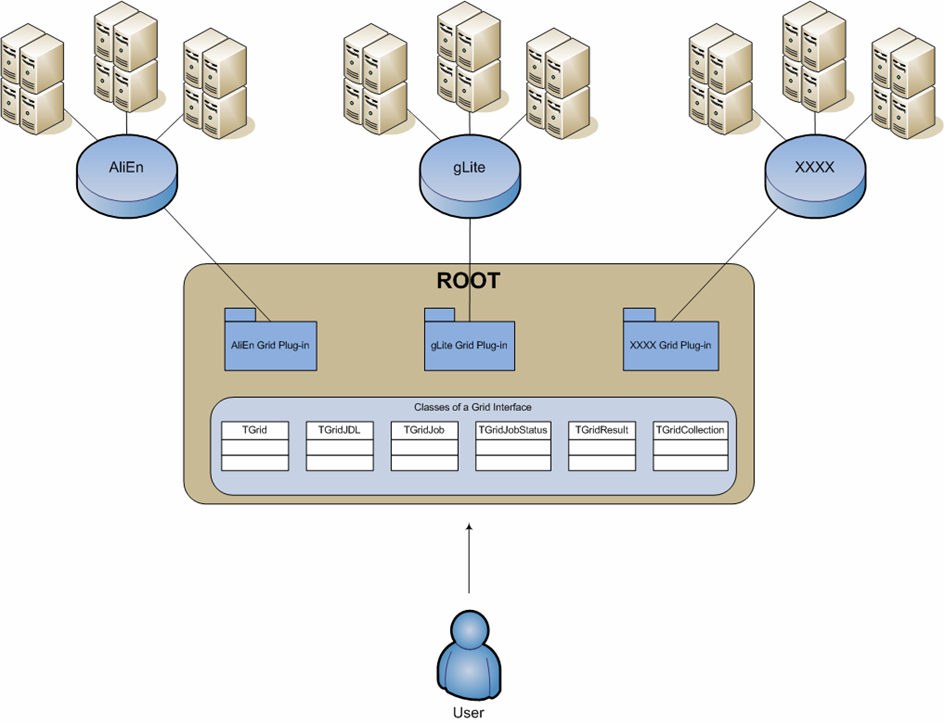 AliEn
gLite
XXXX
ROOT
AliEn Grid Plug-in
gLite Grid Plug-in
XXXX Grid Plug-in
Classes of a Grid Interface
TGrid
TGridJDL
TGridJob
TGridJobStatus
TGridResult
TGridCollection
User